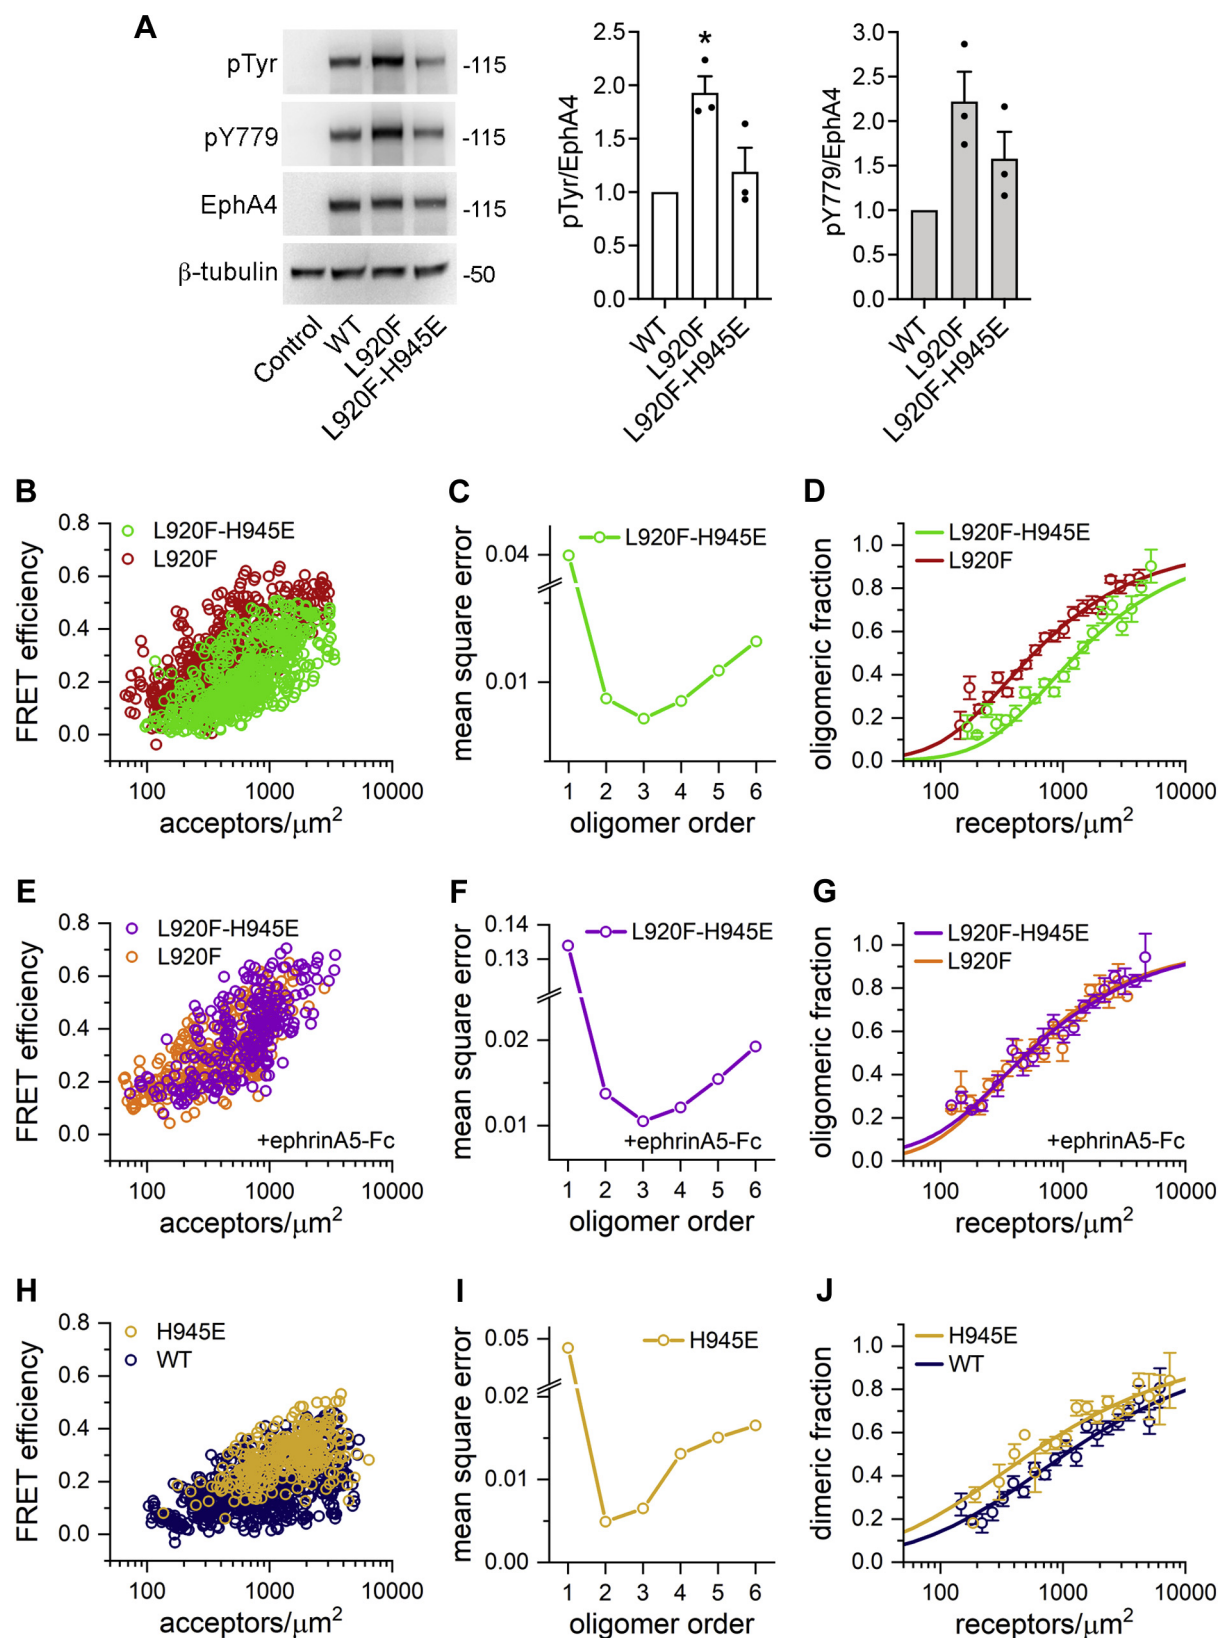 A
pTyr
-115
pY779
-115
EphA4
-115
β-tubulin
-50
Control
WT
L920F
L920F-H945E
pTyr/EphA4
2.5
2.0
1.5
1.0
0.5
0.0
*
WT
L920F
L920F-H945E
pY779/EphA4
3.0
2.5
2.0
1.5
1.0
0.5
0.0
WT
L920F
L920F-H945E
B
FRET efficiency
0.8
0.6
0.4
0.2
0.0
L920F-H945E
L920F
100 1000 10000
acceptors/μm²
C
mean square error
0.04
0.01
L920F-H945E
1 2 3 4 5 6
oligomer order
D
oligomeric fraction
1.0
0.8
0.6
0.4
0.2
0.0
L920F-H945E
L920F
100 1000 10000
receptors/μm²
E
FRET efficiency
0.8
0.6
0.4
0.2
0.0
L920F-H945E
L920F
+ephrinA5-Fc
100 1000 10000
acceptors/μm²
F
mean square error
0.14
0.13
0.02
0.01
L920F-H945E
+ephrinA5-Fc
1 2 3 4 5 6
oligomer order
G
oligomeric fraction
1.0
0.8
0.6
0.4
0.2
0.0
L920F-H945E
L920F
+ephrinA5-Fc
100 1000 10000
receptors/μm²
H
FRET efficiency
0.8
0.6
0.4
0.2
0.0
H945E
WT
100 1000 10000
acceptors/μm²
I
mean square error
0.05
0.02
0.01
0.00
H945E
1 2 3 4 5 6
oligomer order
J
dimeric fraction
1.0
0.8
0.6
0.4
0.2
0.0
H945E
WT
100 1000 10000
receptors/μm²